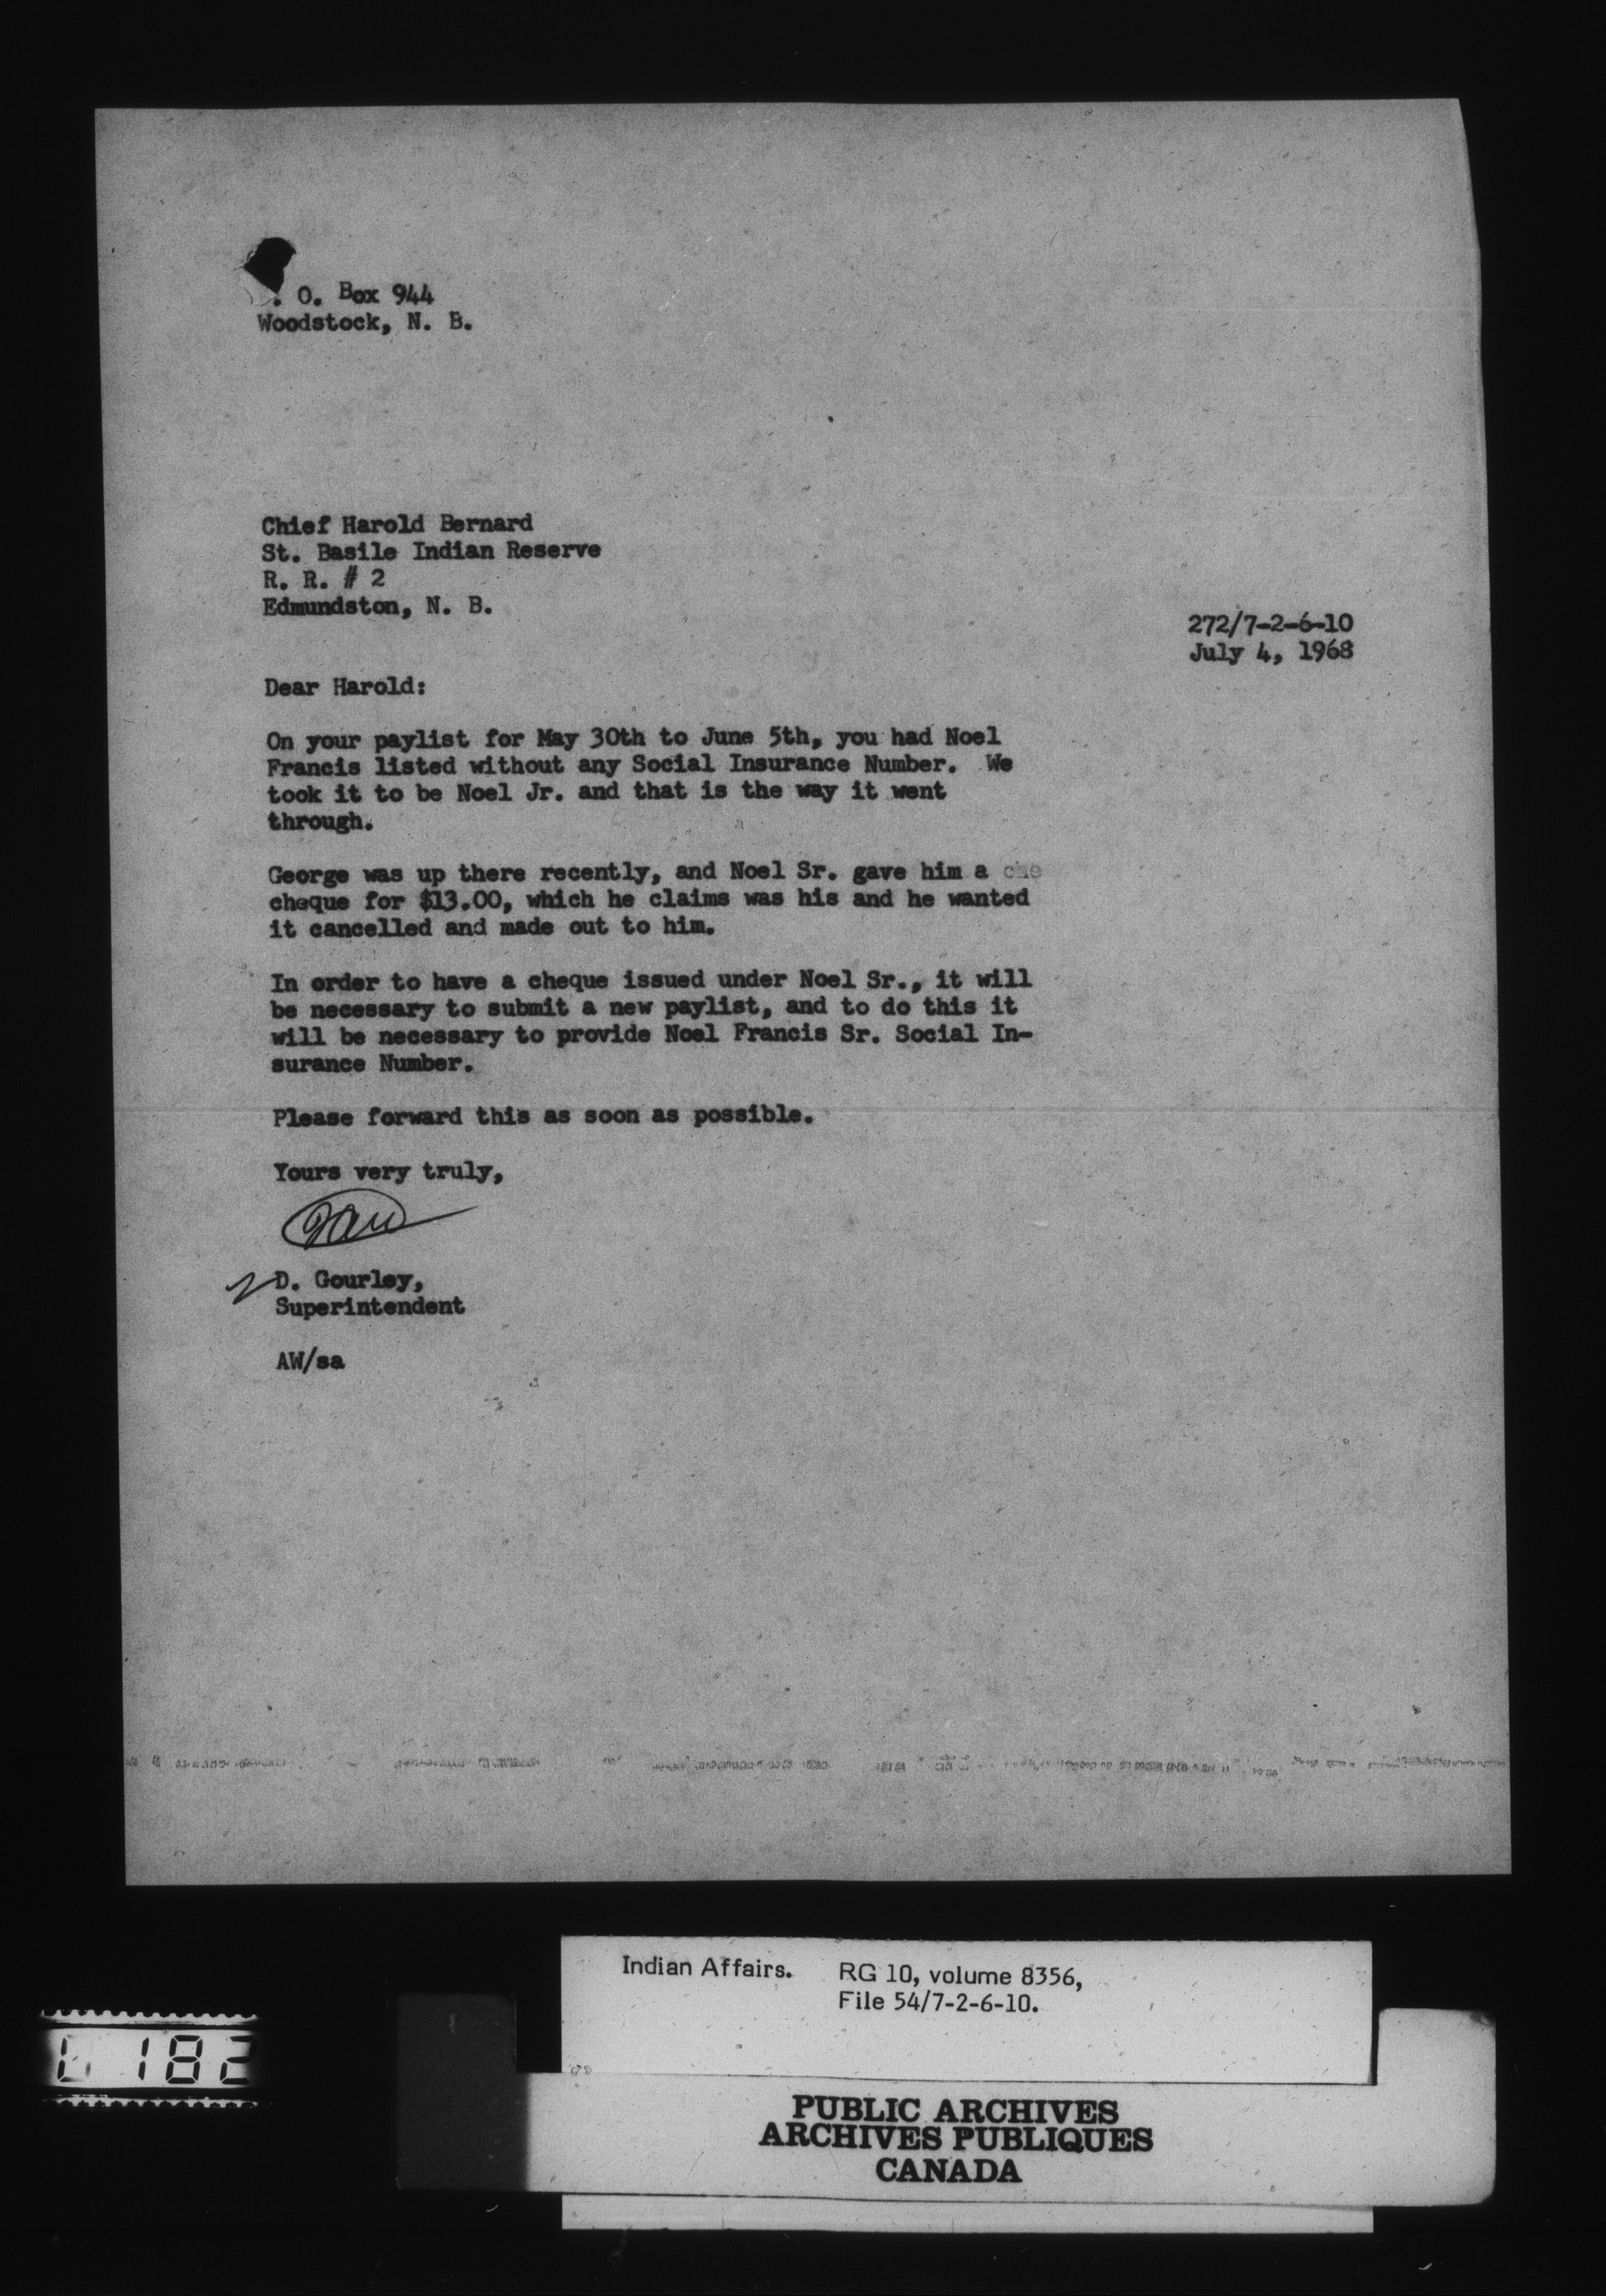 . O. Box 944
Woodstock, N. B.
Chief Harold Bernard
St. Basile Indian Reserve
R. R. # 2
Edmundston, N. B.
272/7-2-6-10
July 4, 1968
Dear Harold:
On your paylist for May 30th to June 5th, you had Noel
Francis listed without any Social Insurance Number. We
took it to be Noel Jr. and that is the way it went
through.
George was up there recently, and Noel Sr. gave him a che
cheque for $13.00, which he claims was his and he wanted
it cancelled and made out to him.
In order to have a cheque issued under Noel Sr., it will
be necessary to submit a new paylist, and to do this it
will be necessary to provide Noel Francis Sr. Social In-
surance Number.
Please forward this as soon as possible.
Yours very truly,
D. Gourley,
Superintendent
AW/sa
Indian Affairs. RG 10, volume 8356,
File 54/7-2-6-10.
182
PUBLIC ARCHIVES
ARCHIVES PUBLIQUES
CANADA